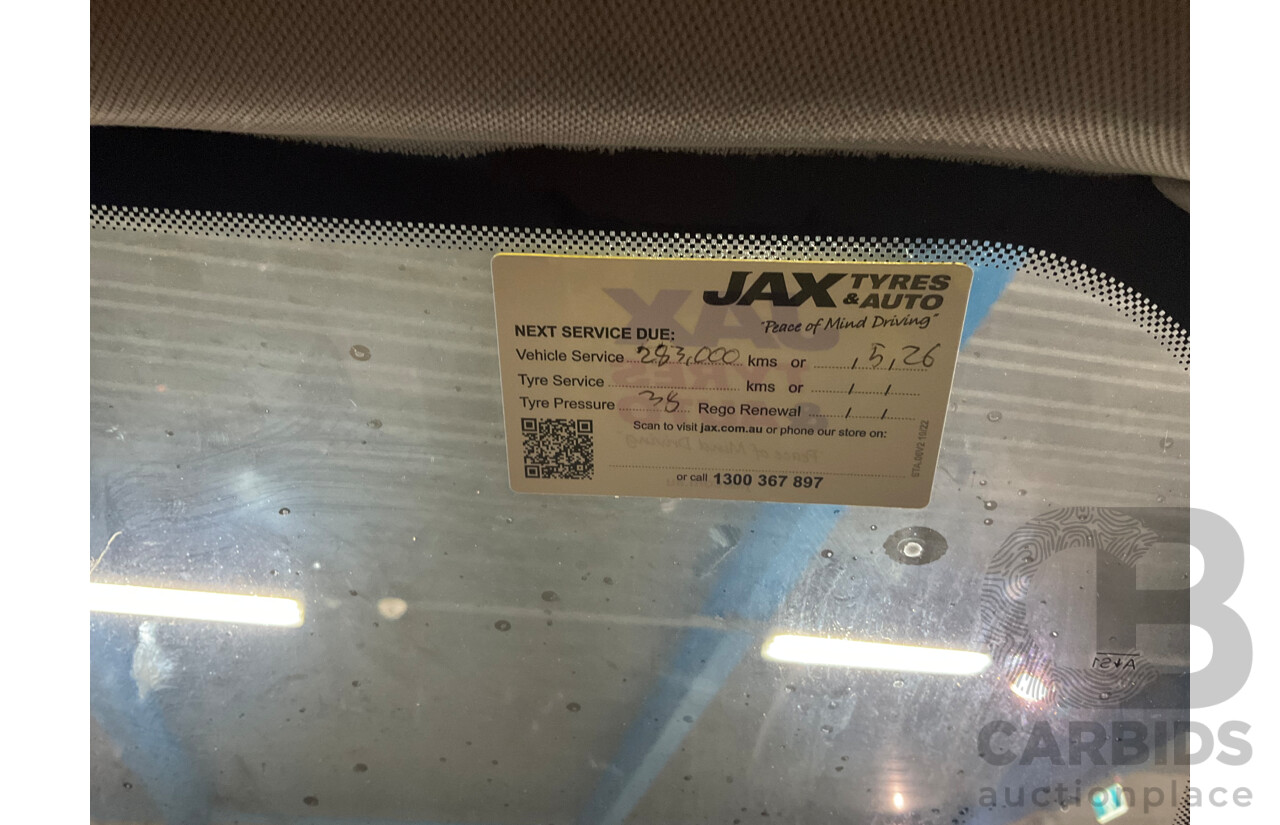 JAX TYRES & AUTO
"Peace of Mind Driving"
NEXT SERVICE DUE:
Vehicle Service 283,000 kms or / 5 / 26
Tyre Service kms or / /
Tyre Pressure 38 Rego Renewal / /
Scan to visit jax.com.au or phone our store on:
or call 1300 367 897
CB
CARBIDS
auctionplace